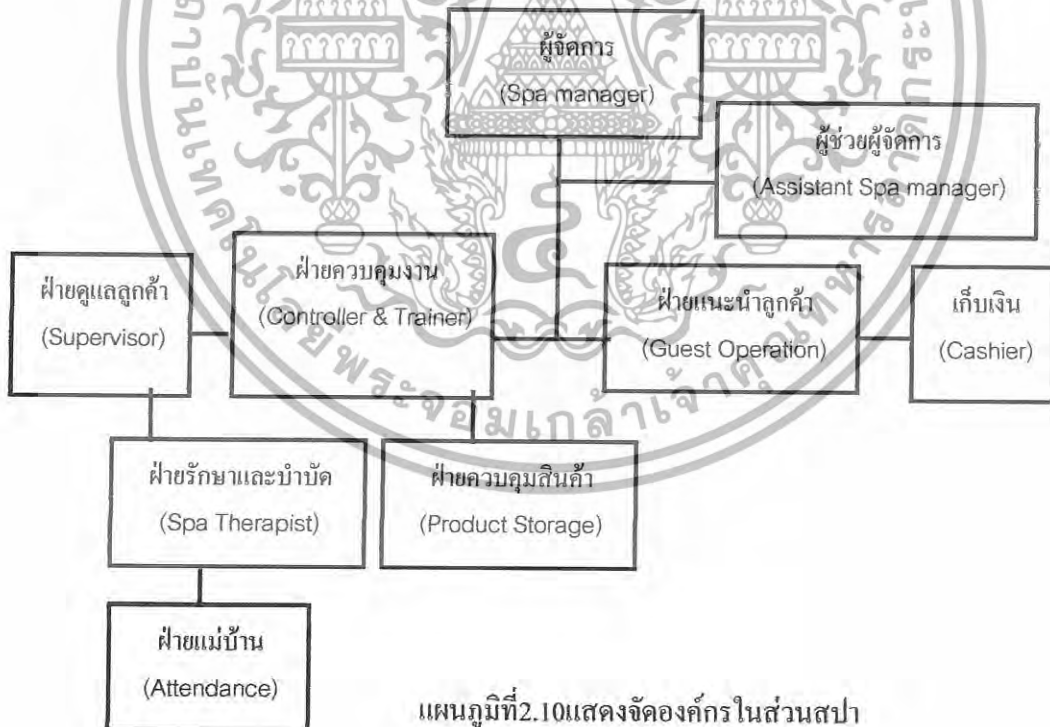 ผู้จัดการ
(Spa manager)
ผู้ช่วยผู้จัดการ
(Assistant Spa manager)
ฝ่ายดูแลลูกค้า
(Supervisor)
ฝ่ายควบคุมงาน
(Controller & Trainer)
ฝ่ายแนะนำลูกค้า
(Guest Operation)
เก็บเงิน
(Cashier)
ฝ่ายรักษาและบำบัด
(Spa Therapist)
ฝ่ายควบคุมสินค้า
(Product Storage)
ฝ่ายแม่บ้าน
(Attendance)
แผนภูมิที่2.10แสดงจัดองค์กรในส่วนสปา